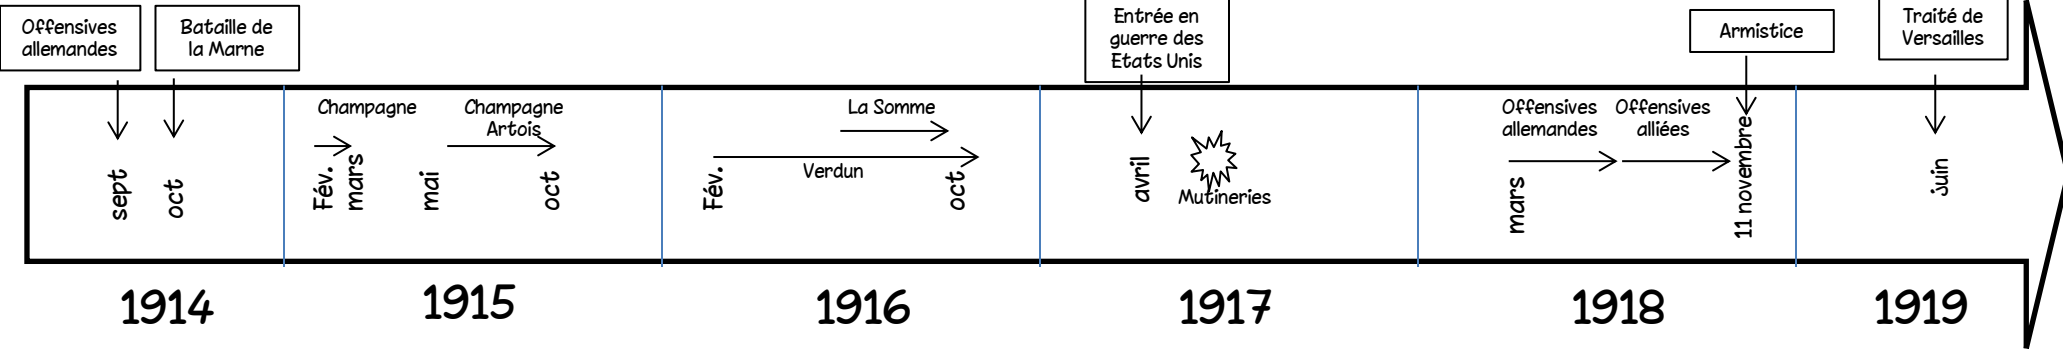 Offensives
allemandes
Bataille de
la Marne
Entrée en
guerre des
Etats Unis
Armistice
Traité de
Versailles
Champagne
Champagne
Artois
La Somme
Verdun
Mutineries
Offensives
allemandes
Offensives
alliées
sept
oct
Fév.
mars
mai
oct
Fév.
oct
avril
mars
11 novembre
juin
1914
1915
1916
1917
1918
1919